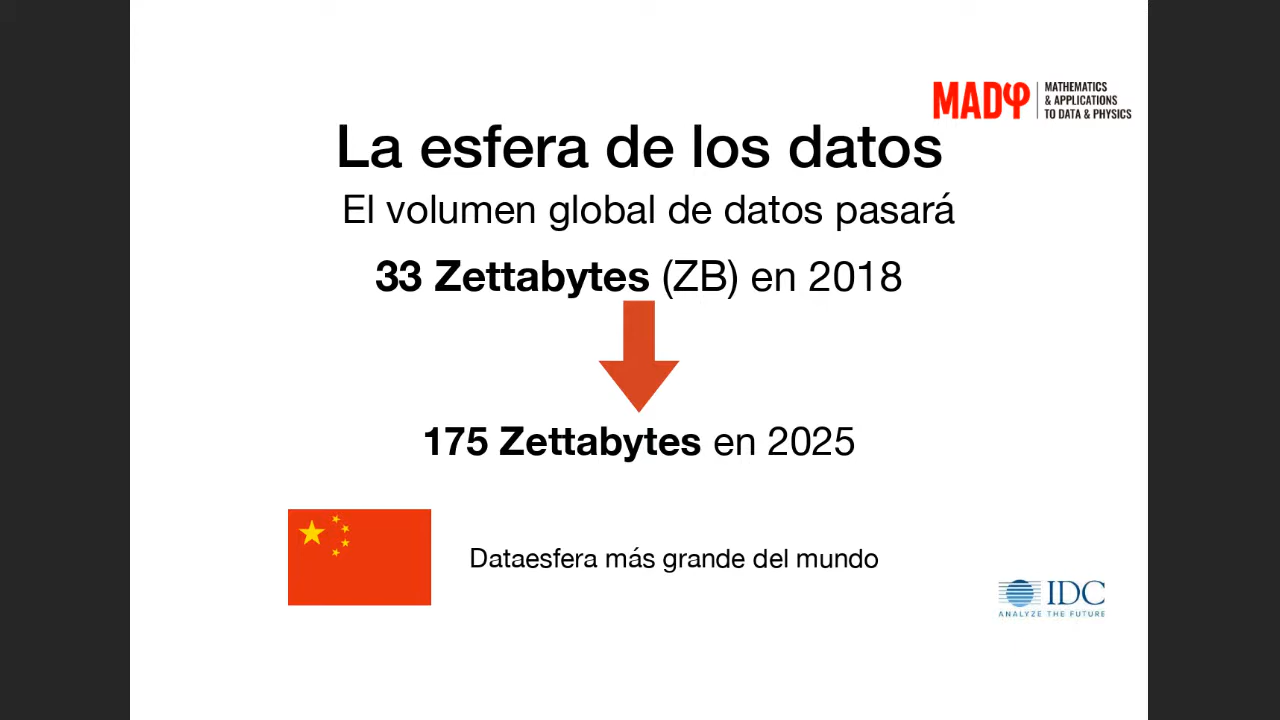 MADφ
MATHEMATICS
& APPLICATIONS
TO DATA & PHYSICS
La esfera de los datos
El volumen global de datos pasará
33 Zettabytes (ZB) en 2018
175 Zettabytes en 2025
Dataesfera más grande del mundo
IDC
ANALYZE THE FUTURE